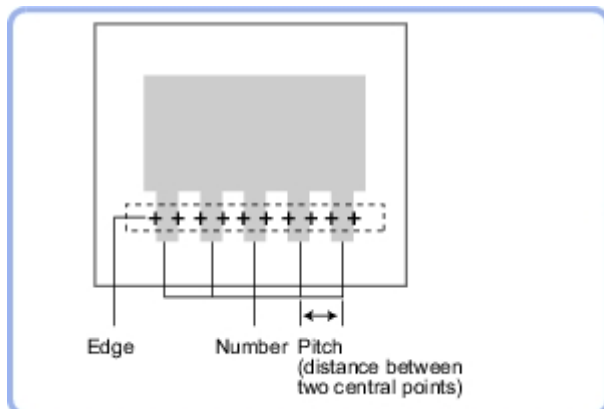 Edge
Number
Pitch
(distance between
two central points)